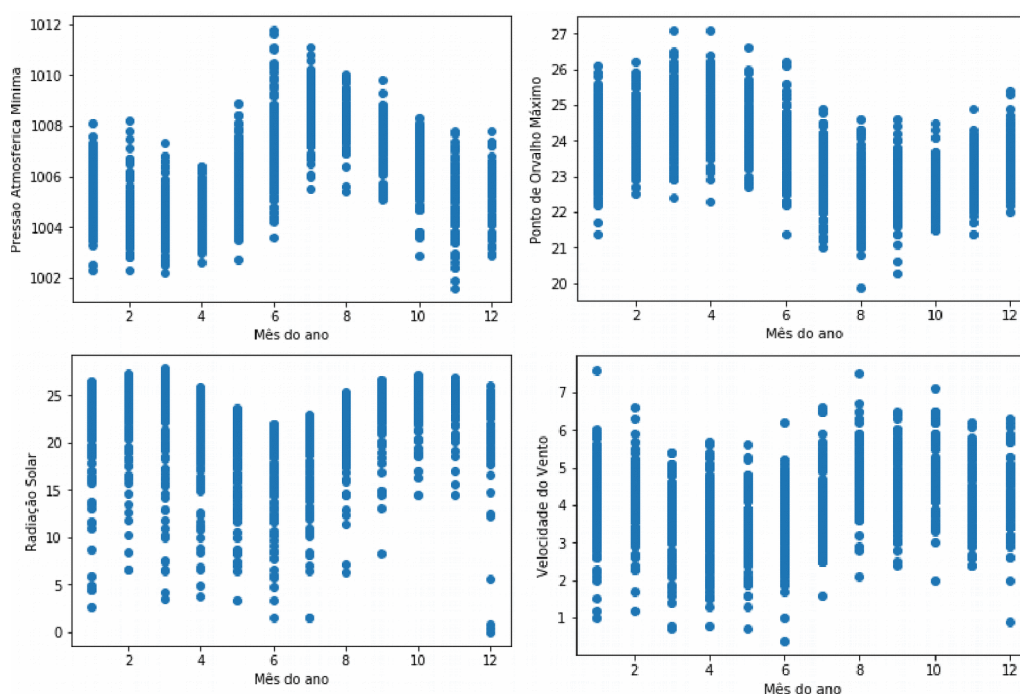 1012
1010
1008
1006
1004
1002
Pressão Atmosférica Mínima
2 4 6 8 10 12
Mês do ano
27
26
25
24
23
22
21
20
Ponto de Orvalho Máximo
2 4 6 8 10 12
Mês do ano
25
20
15
10
5
0
Radiação Solar
2 4 6 8 10 12
Mês do ano
7
6
5
4
3
2
1
Velocidade do Vento
2 4 6 8 10 12
Mês do ano